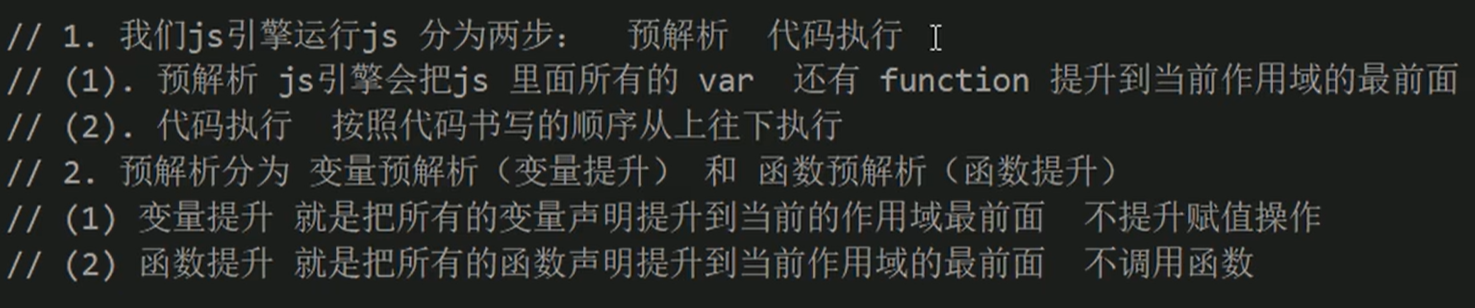 // 1. 我们js引擎运行js 分为两步： 预解析 代码执行
// (1). 预解析 js引擎会把js 里面所有的 var 还有 function 提升到当前作用域的最前面
// (2). 代码执行 按照代码书写的顺序从上往下执行
// 2. 预解析分为 变量预解析（变量提升） 和 函数预解析（函数提升）
// (1) 变量提升 就是把所有的变量声明提升到当前的作用域最前面 不提升赋值操作
// (2) 函数提升 就是把所有的函数声明提升到当前作用域的最前面 不调用函数